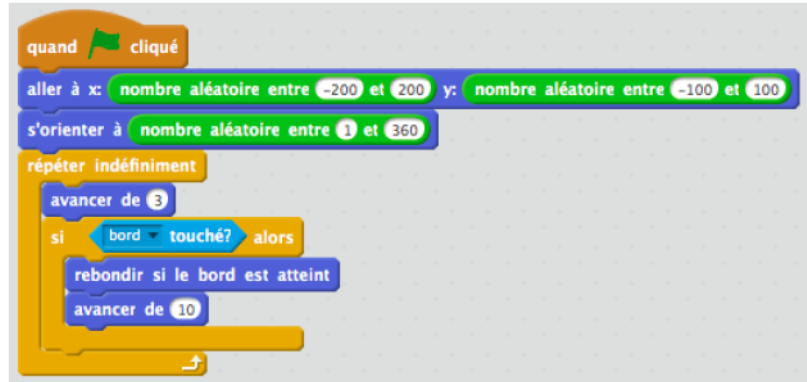 quand cliqué
aller à x: nombre aléatoire entre -200 et 200 y: nombre aléatoire entre -100 et 100
s'orienter à nombre aléatoire entre 1 et 360
répéter indéfiniment
avancer de 3
si bord touché? alors
rebondir si le bord est atteint
avancer de 10